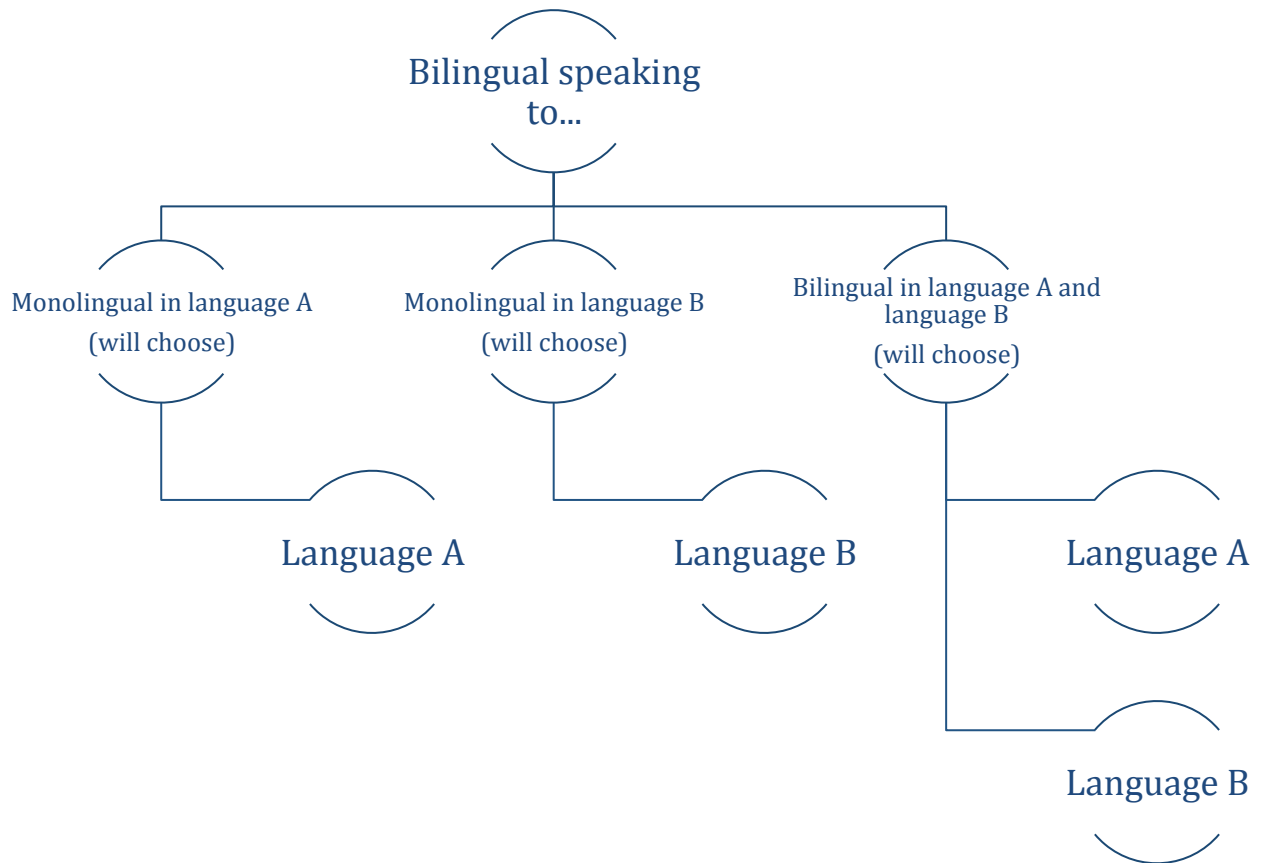 Bilingual speaking
to...
Monolingual in language A
(will choose)
Monolingual in language B
(will choose)
Bilingual in language A and
language B
(will choose)
Language A
Language B
Language A
Language B